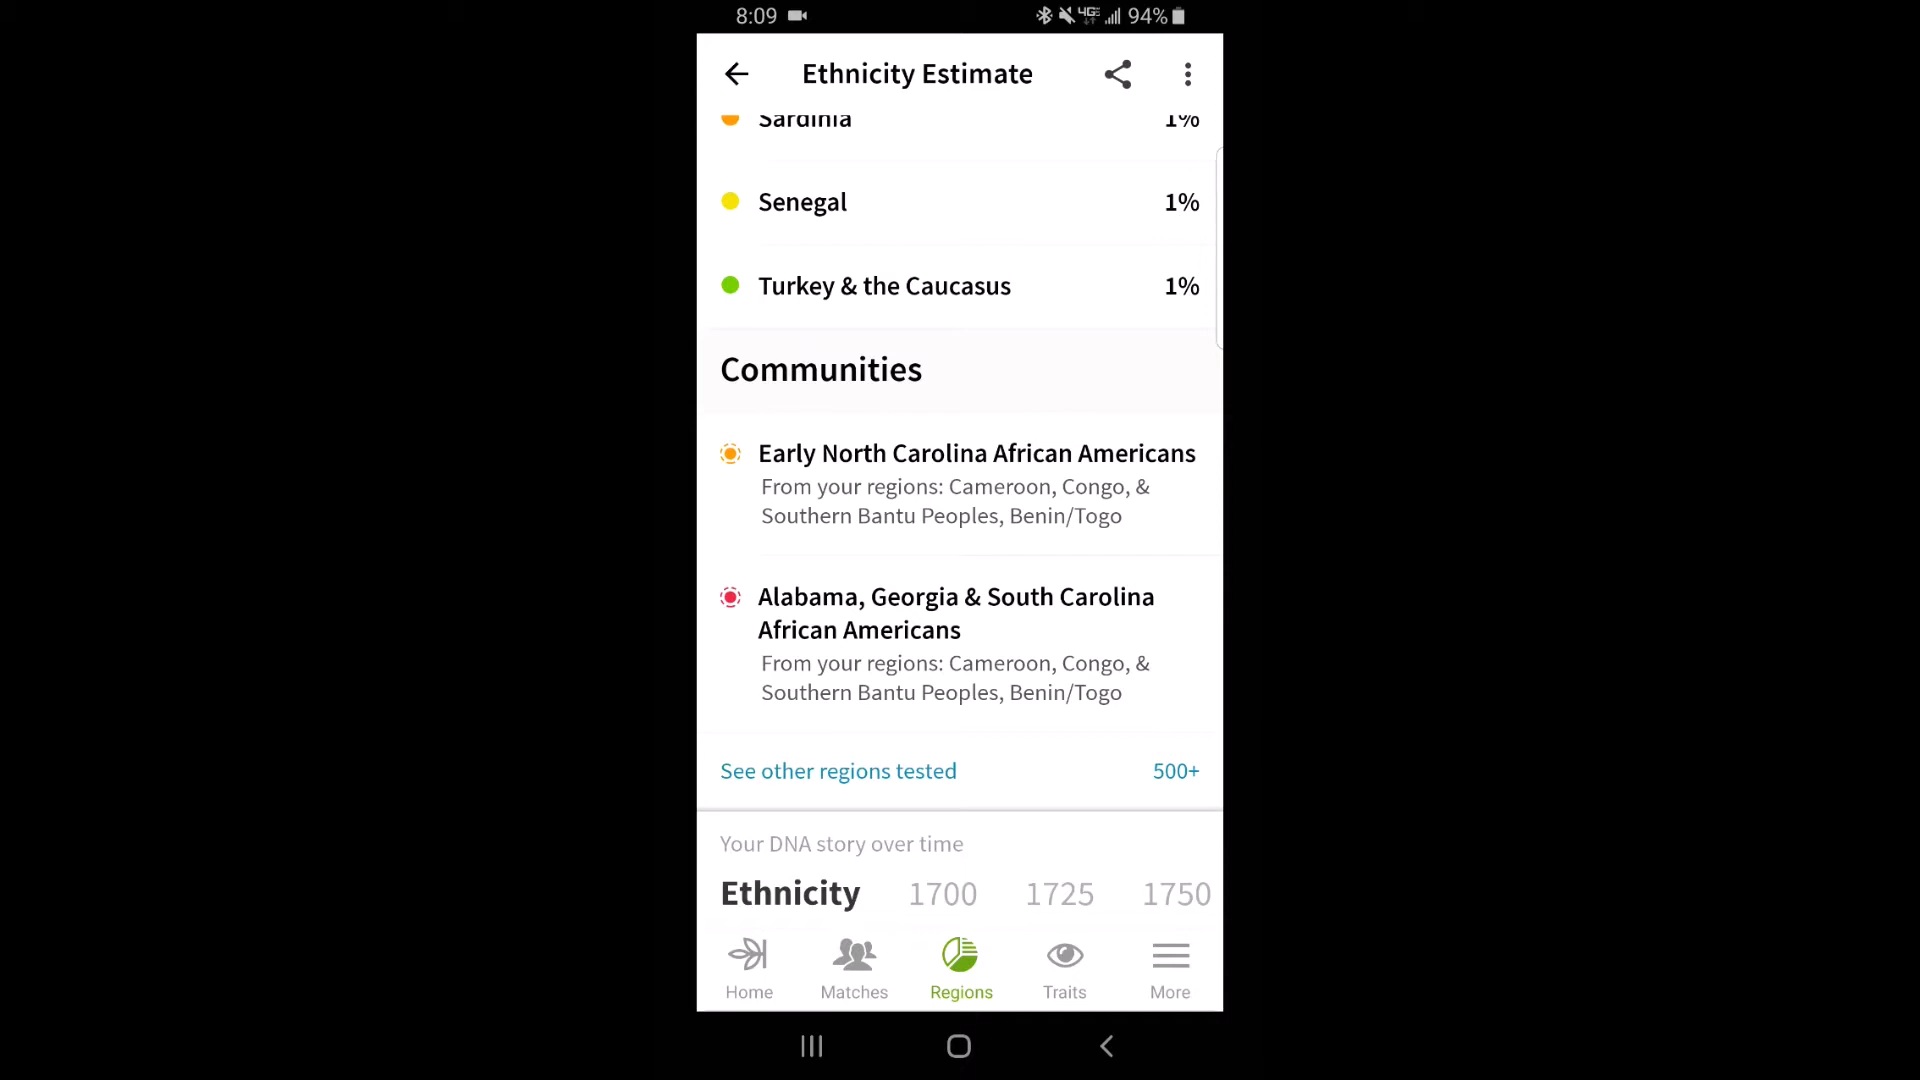 8:09 4G 94%
Ethnicity Estimate
Sardinia 1%
Senegal 1%
Turkey & the Caucasus 1%
Communities
Early North Carolina African Americans
From your regions: Cameroon, Congo, &
Southern Bantu Peoples, Benin/Togo
Alabama, Georgia & South Carolina
African Americans
From your regions: Cameroon, Congo, &
Southern Bantu Peoples, Benin/Togo
See other regions tested 500+
Your DNA story over time
Ethnicity 1700 1725 1750
Home Matches Regions Traits More